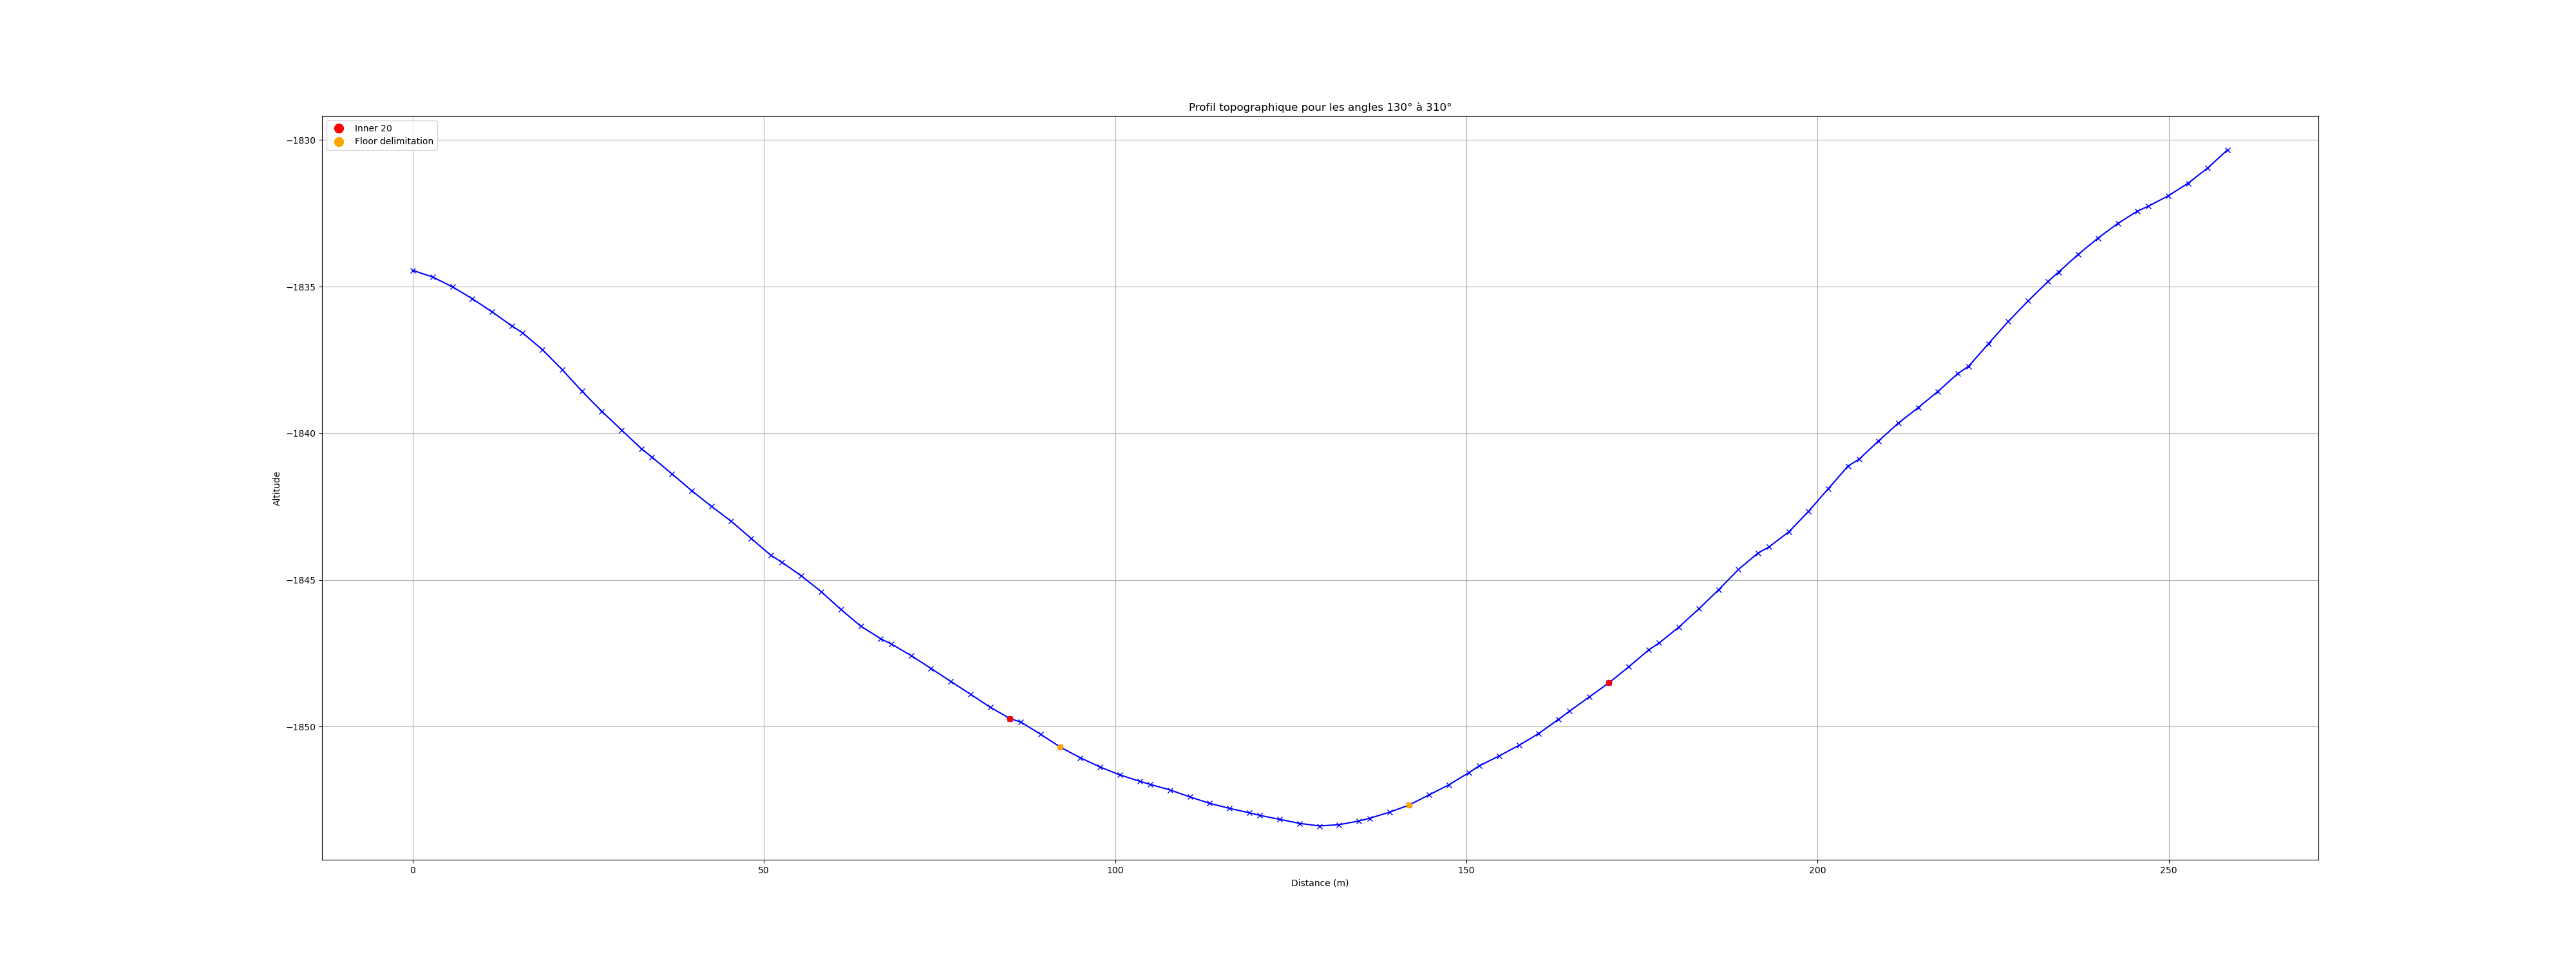 Profil topographique pour les angles 130° à 310°
Inner 20
Floor delimitation
−1830
−1835
−1840
−1845
−1850
Altitude
0 50 100 150 200 250
Distance (m)